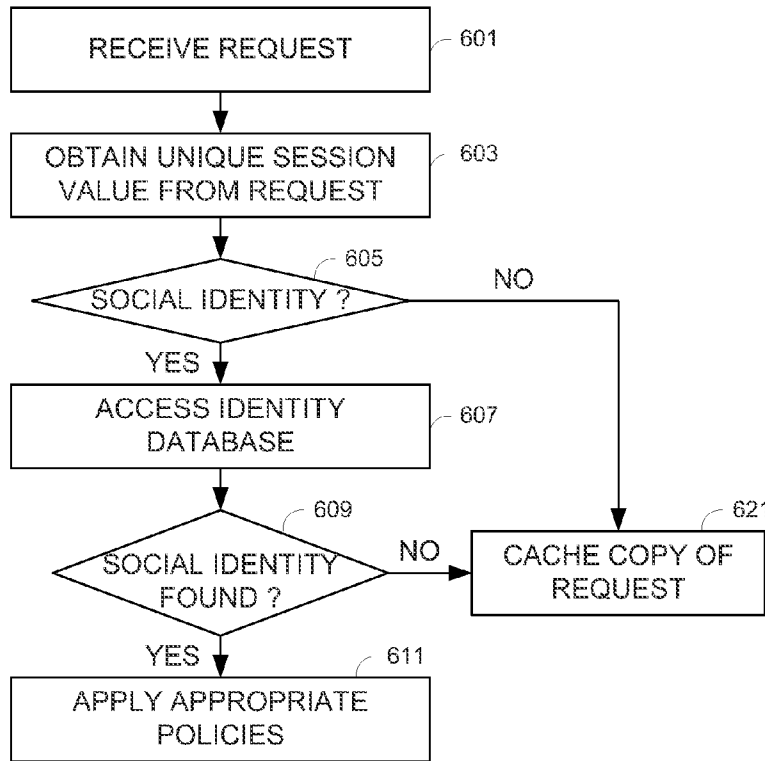 RECEIVE REQUEST
601
OBTAIN UNIQUE SESSION
VALUE FROM REQUEST
603
605
SOCIAL IDENTITY ?
NO
YES
ACCESS IDENTITY
DATABASE
607
609
SOCIAL IDENTITY
FOUND ?
NO
621
CACHE COPY OF
REQUEST
YES
611
APPLY APPROPRIATE
POLICIES